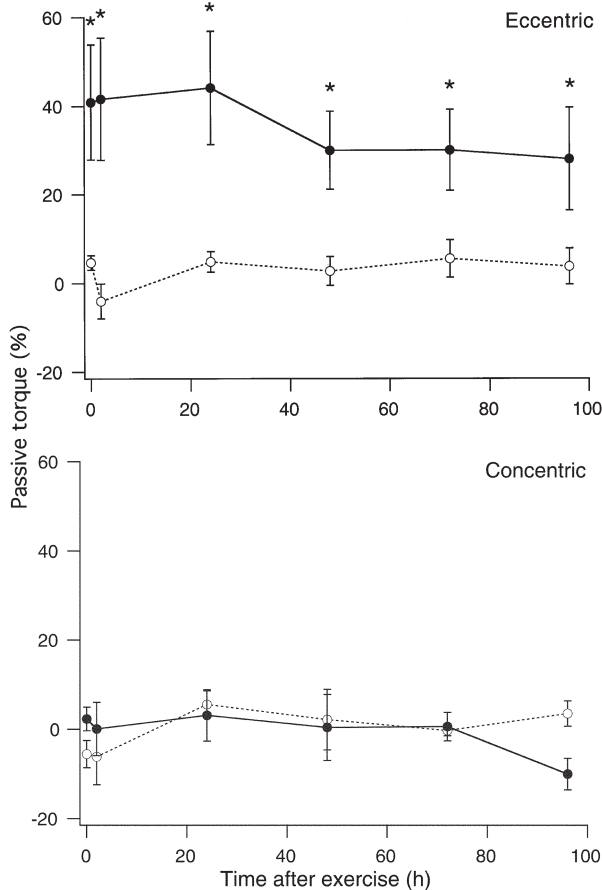 Eccentric
60
40
20
0
-20
* * * * * *
0 20 40 60 80 100
Passive torque (%)
Concentric
60
40
20
0
-20
0 20 40 60 80 100
Time after exercise (h)